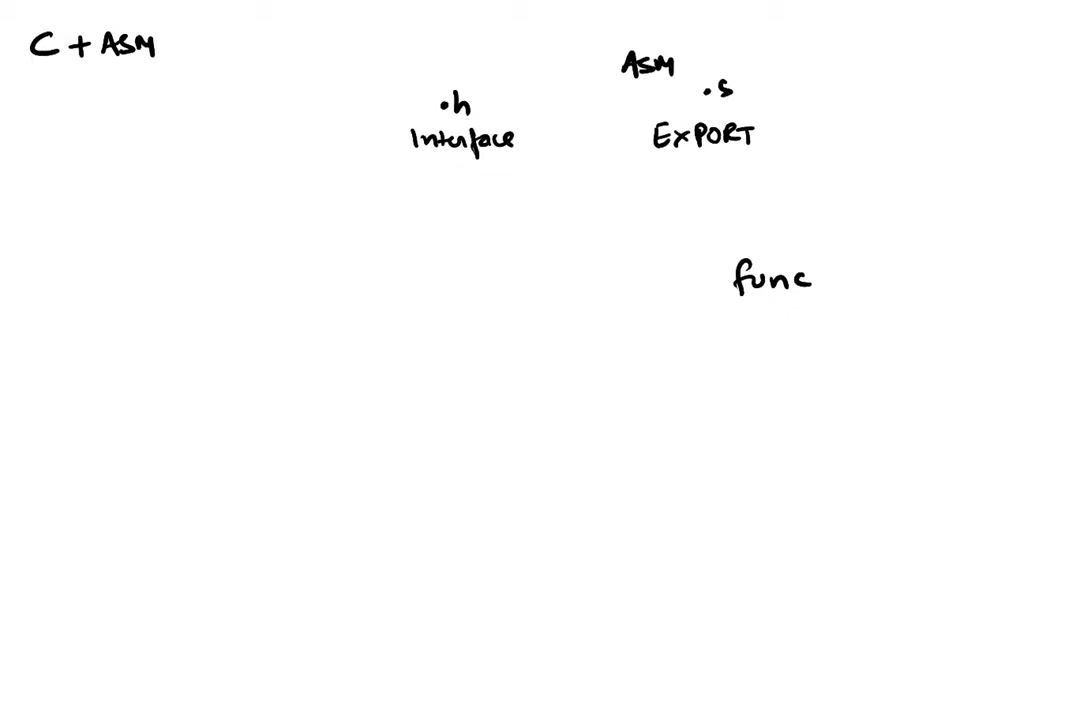 C + ASM
ASM
.s
.h
Interface
EXPORT
func